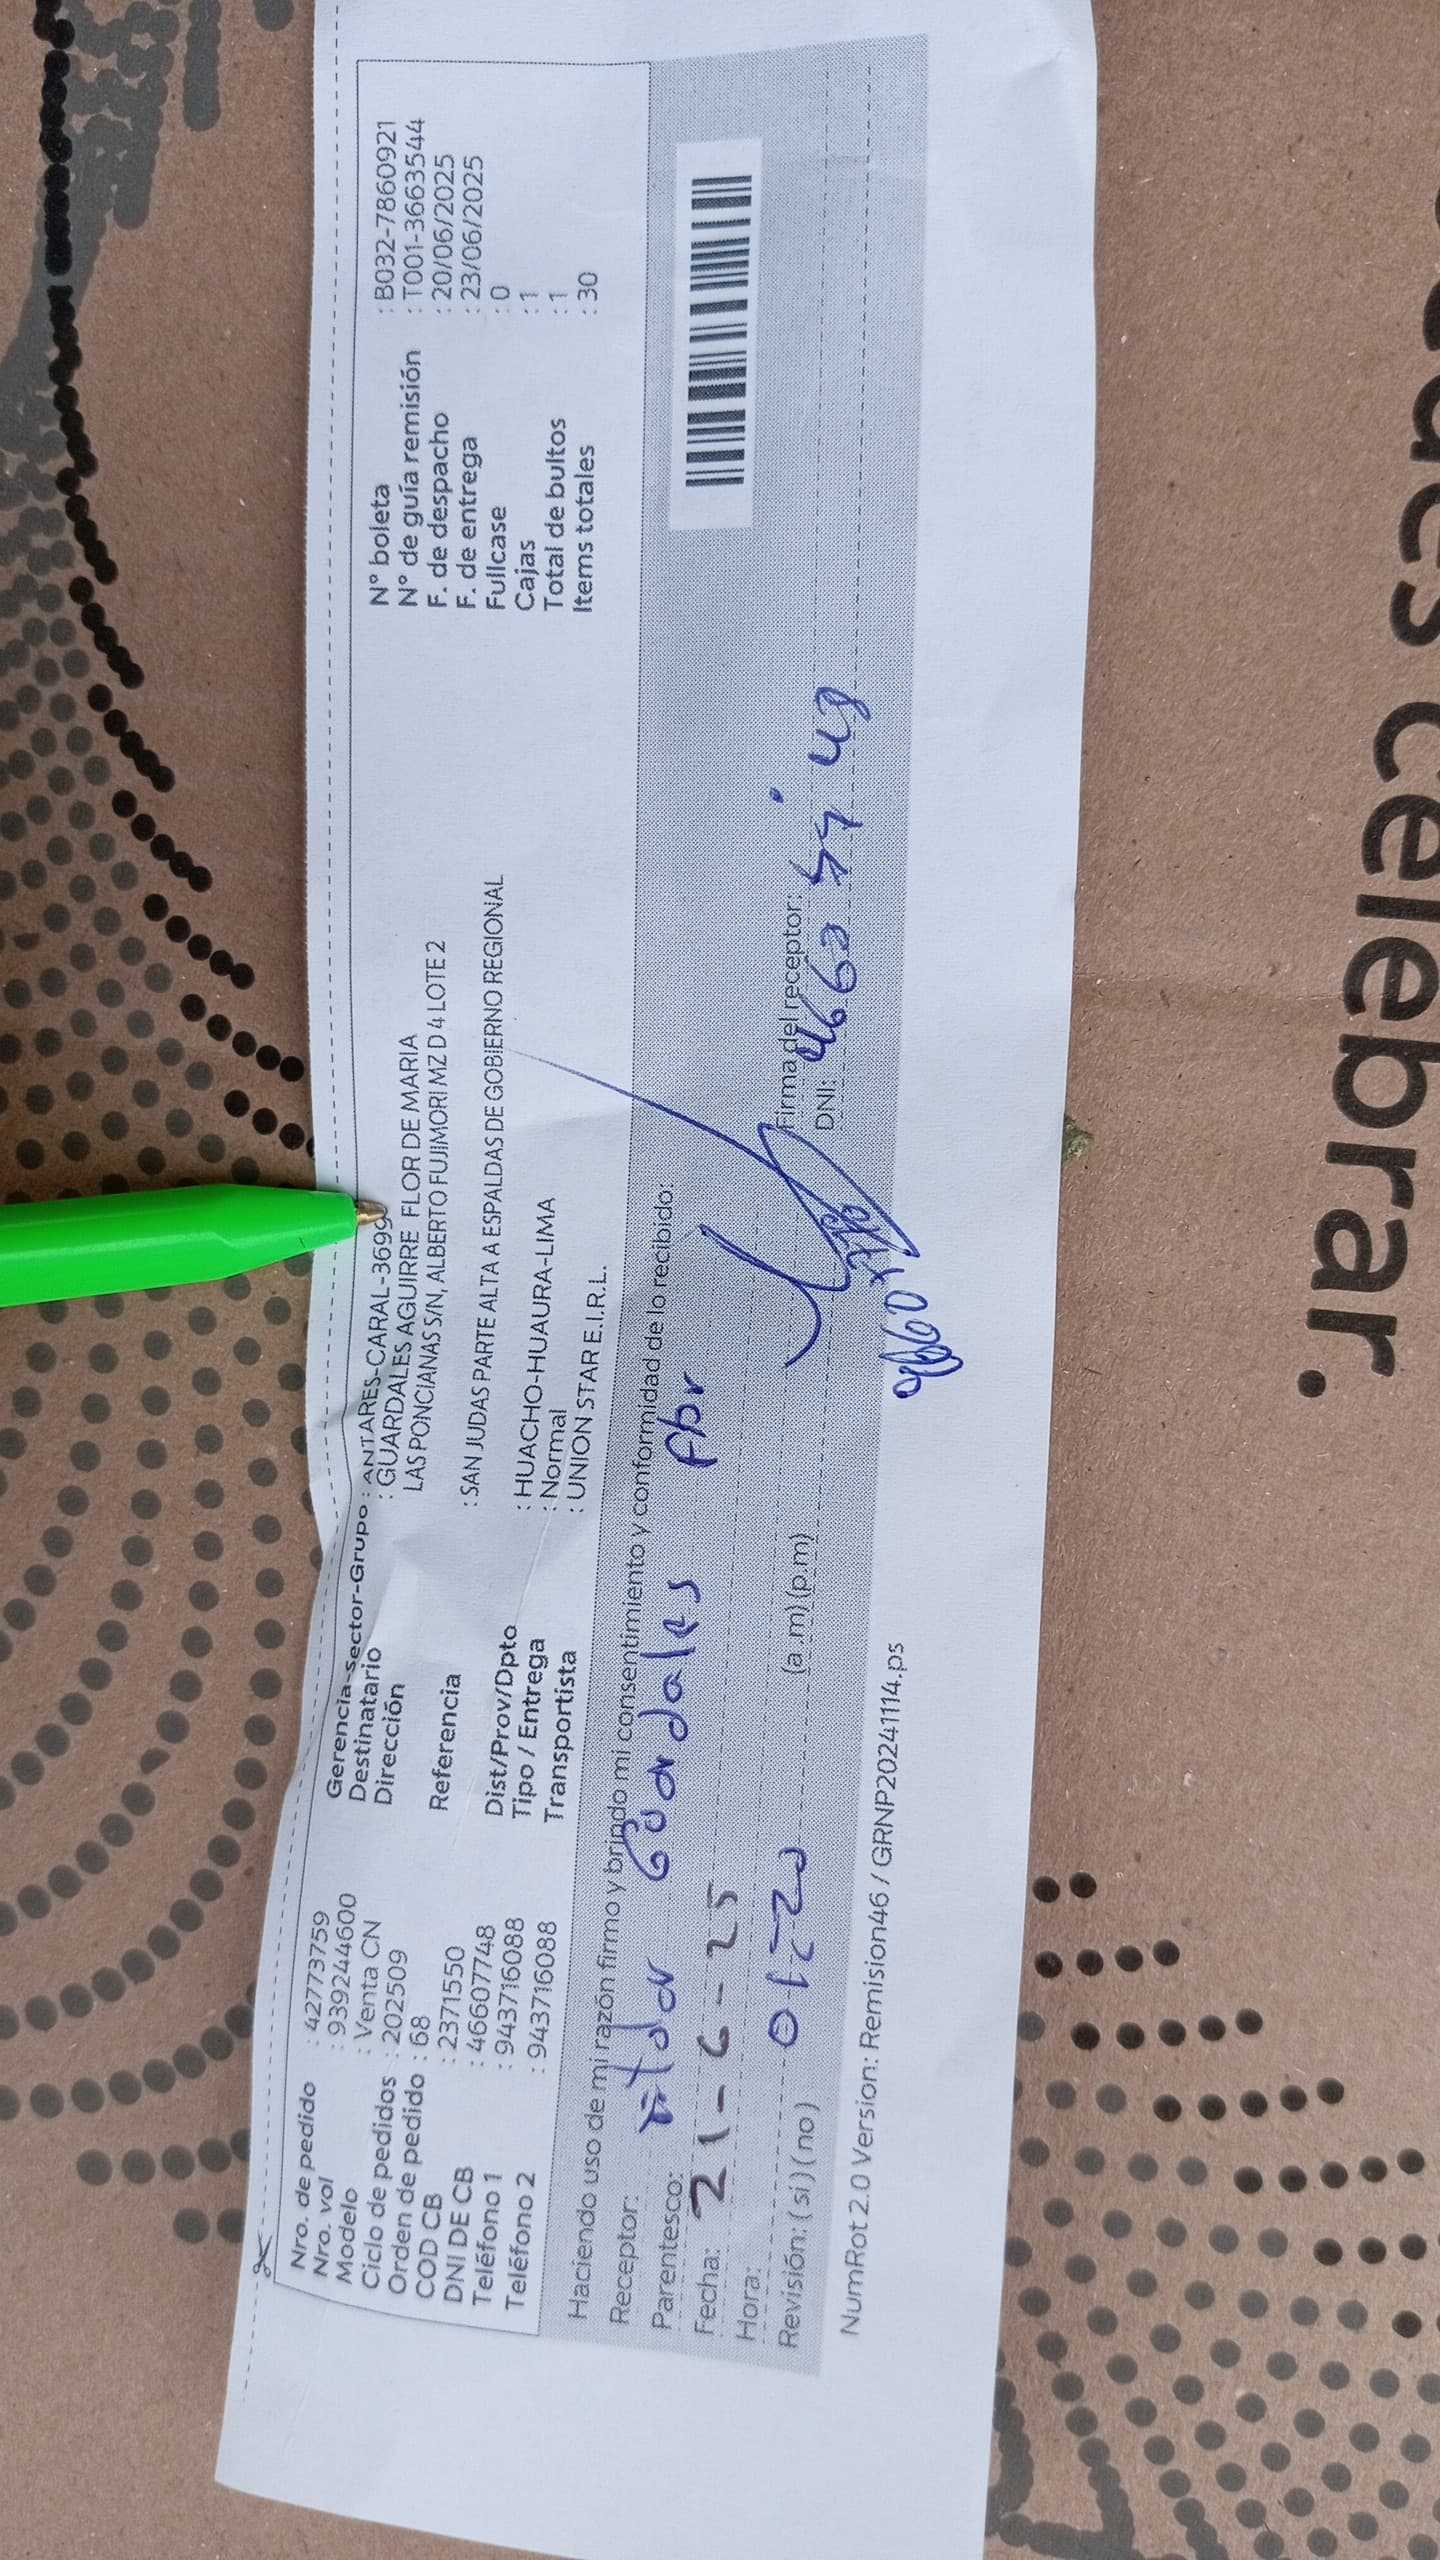 Nro. de pedido : 427773759
Nro. vol : 939244600
Modelo : Venta CN
Ciclo de pedidos : 202509
Orden de pedido : 68
COD CB : 2371550
DNI DE CB : 46607748
Teléfono 1 : 943716088
Teléfono 2 : 943716088
Gerencia-Sector-Grupo : ANTARES-CARAL-3699
Destinatario : GUARDALES AGUIRRE FLOR DE MARIA
Dirección LAS PONCIANAS S/N, ALBERTO FUJIMORI MZ D 4 LOTE 2
Referencia : SAN JUDAS PARTE ALTA A ESPALDAS DE GOBIERNO REGIONAL
Dist/Prov/Dpto : HUACHO-HUAURA-LIMA
Tipo / Entrega : Normal
Transportista : UNION STAR E.I.R.L.
N° boleta : B032-7860921
N° de guía remisión : T001-3663544
F. de despacho : 20/06/2025
F. de entrega : 23/06/2025
Fullcase : 0
Cajas : 1
Total de bultos : 1
Items totales : 30
Haciendo uso de mi razón firmo y brindo mi consentimiento y conformidad de lo recibido:
Receptor: Guardales
Parentesco:
Fecha: 21-6-25
Hora: (a.m) (p.m)
Revisión: (si) (no)
Firma del receptor:
DNI:
NumRot 2.0 Version: Remision46 / GRNP20241114.ps
celebrar.